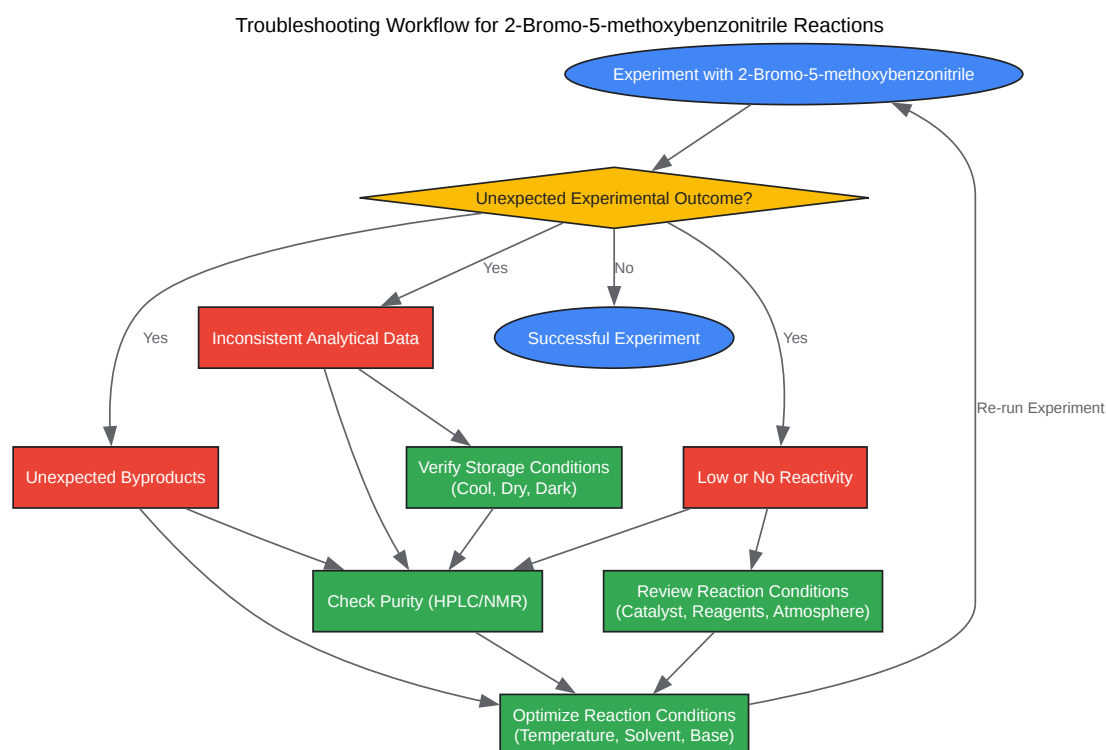 Troubleshooting Workflow for 2-Bromo-5-methoxybenzonitrile Reactions
Experiment with 2-Bromo-5-methoxybenzonitrile
Unexpected Experimental Outcome?
Yes
No
Yes
Inconsistent Analytical Data
Successful Experiment
Yes
Re-run Experiment
Unexpected Byproducts
Verify Storage Conditions
(Cool, Dry, Dark)
Low or No Reactivity
Check Purity (HPLC/NMR)
Review Reaction Conditions
(Catalyst, Reagents, Atmosphere)
Optimize Reaction Conditions
(Temperature, Solvent, Base)